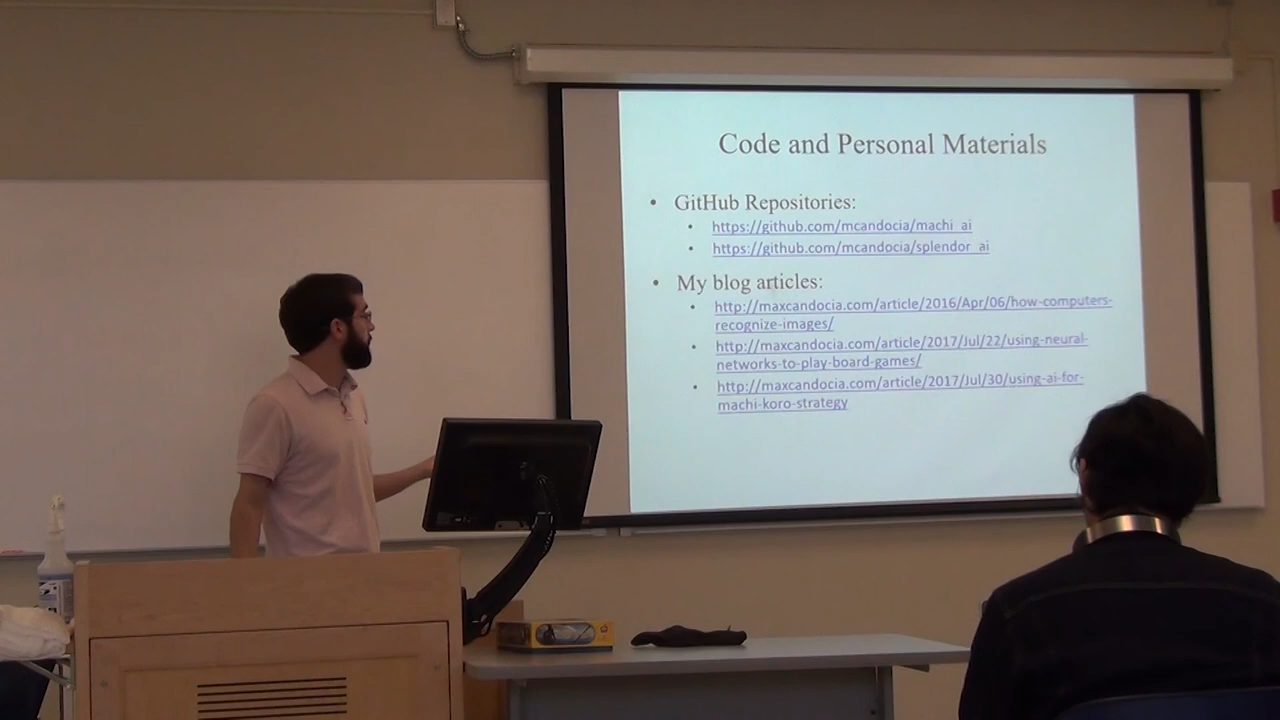 Code and Personal Materials
• GitHub Repositories:
• https://github.com/mcandocia/machi_ai
• https://github.com/mcandocia/splendor_ai
• My blog articles:
• http://maxcandocia.com/article/2016/Apr/06/how-computers-
recognize-images/
• http://maxcandocia.com/article/2017/Jul/22/using-neural-
networks-to-play-board-games/
• http://maxcandocia.com/article/2017/Jul/30/using-ai-for-
machi-koro-strategy